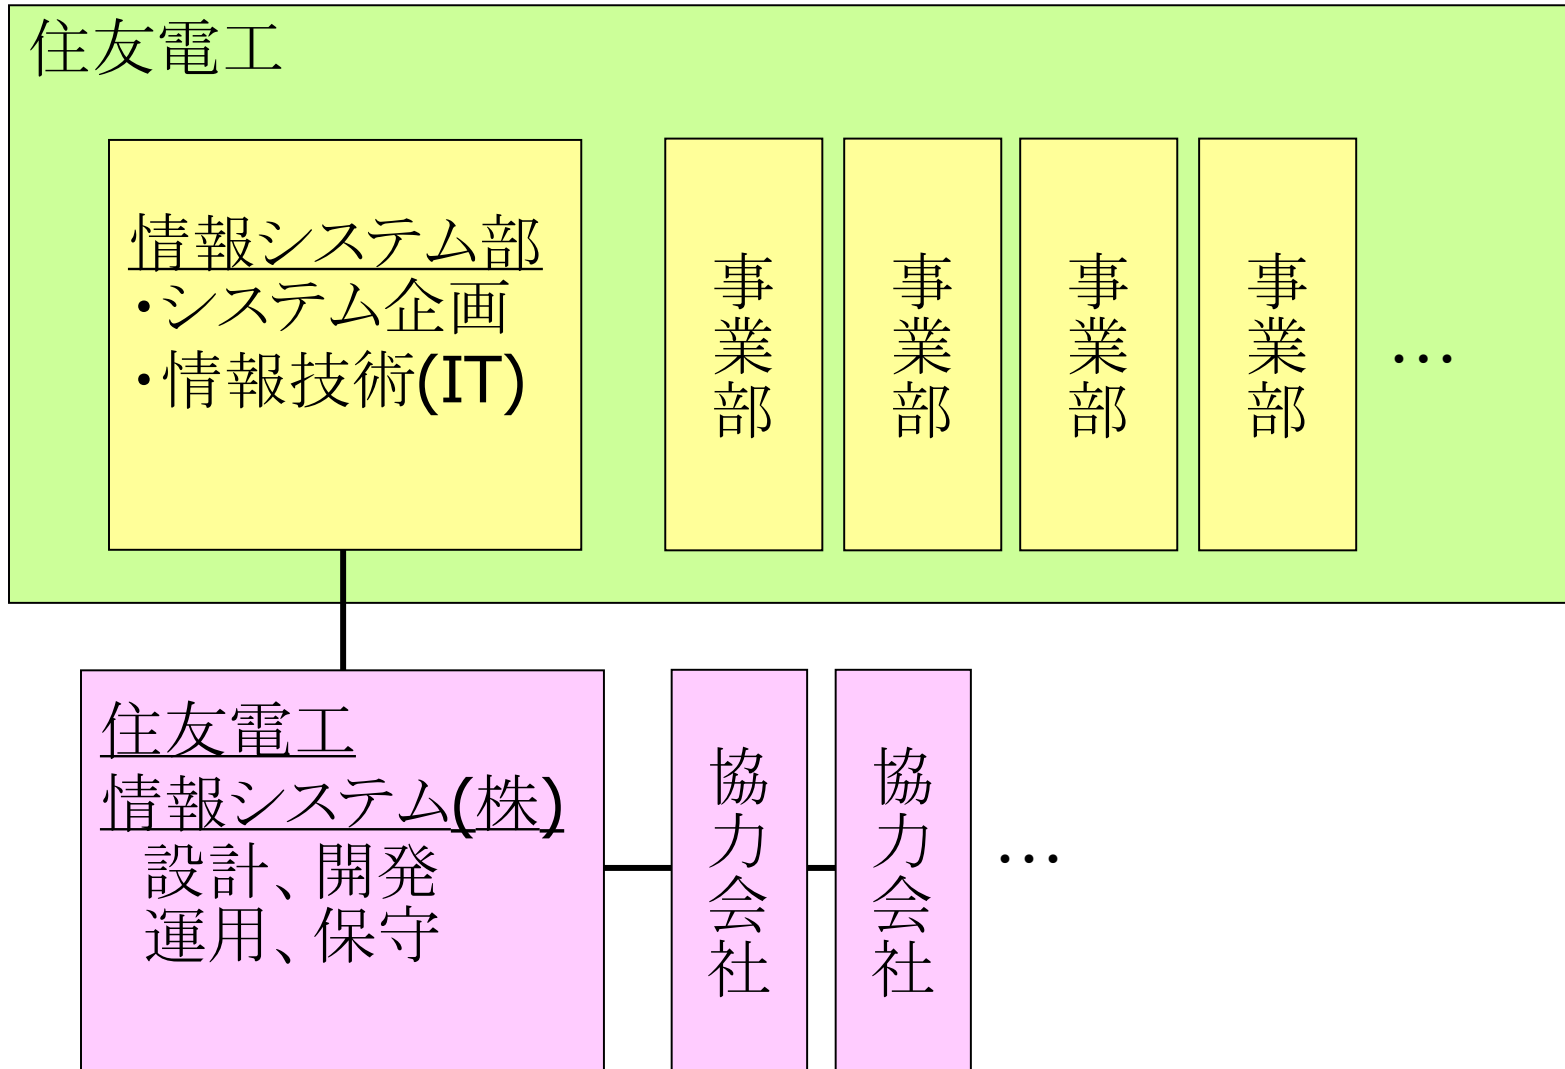 住友電工
情報システム部
・システム企画
・情報技術(IT)
事業部
事業部
事業部
事業部
…
住友電工
情報システム(株)
設計、開発
運用、保守
協力会社
協力会社
…